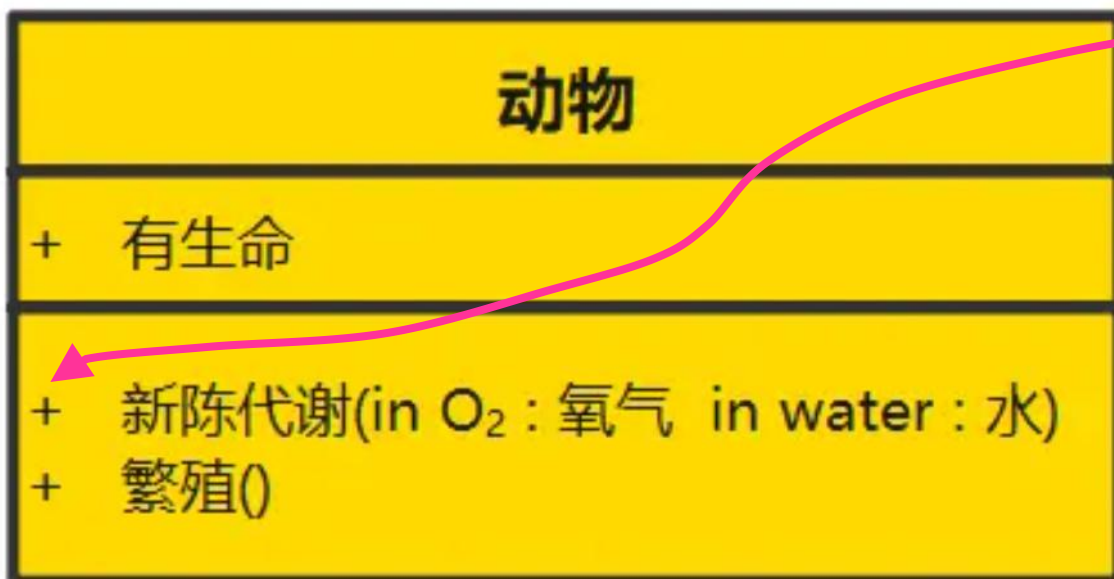 动物
+ 有生命
+ 新陈代谢(in O₂ : 氧气 in water : 水)
+ 繁殖()